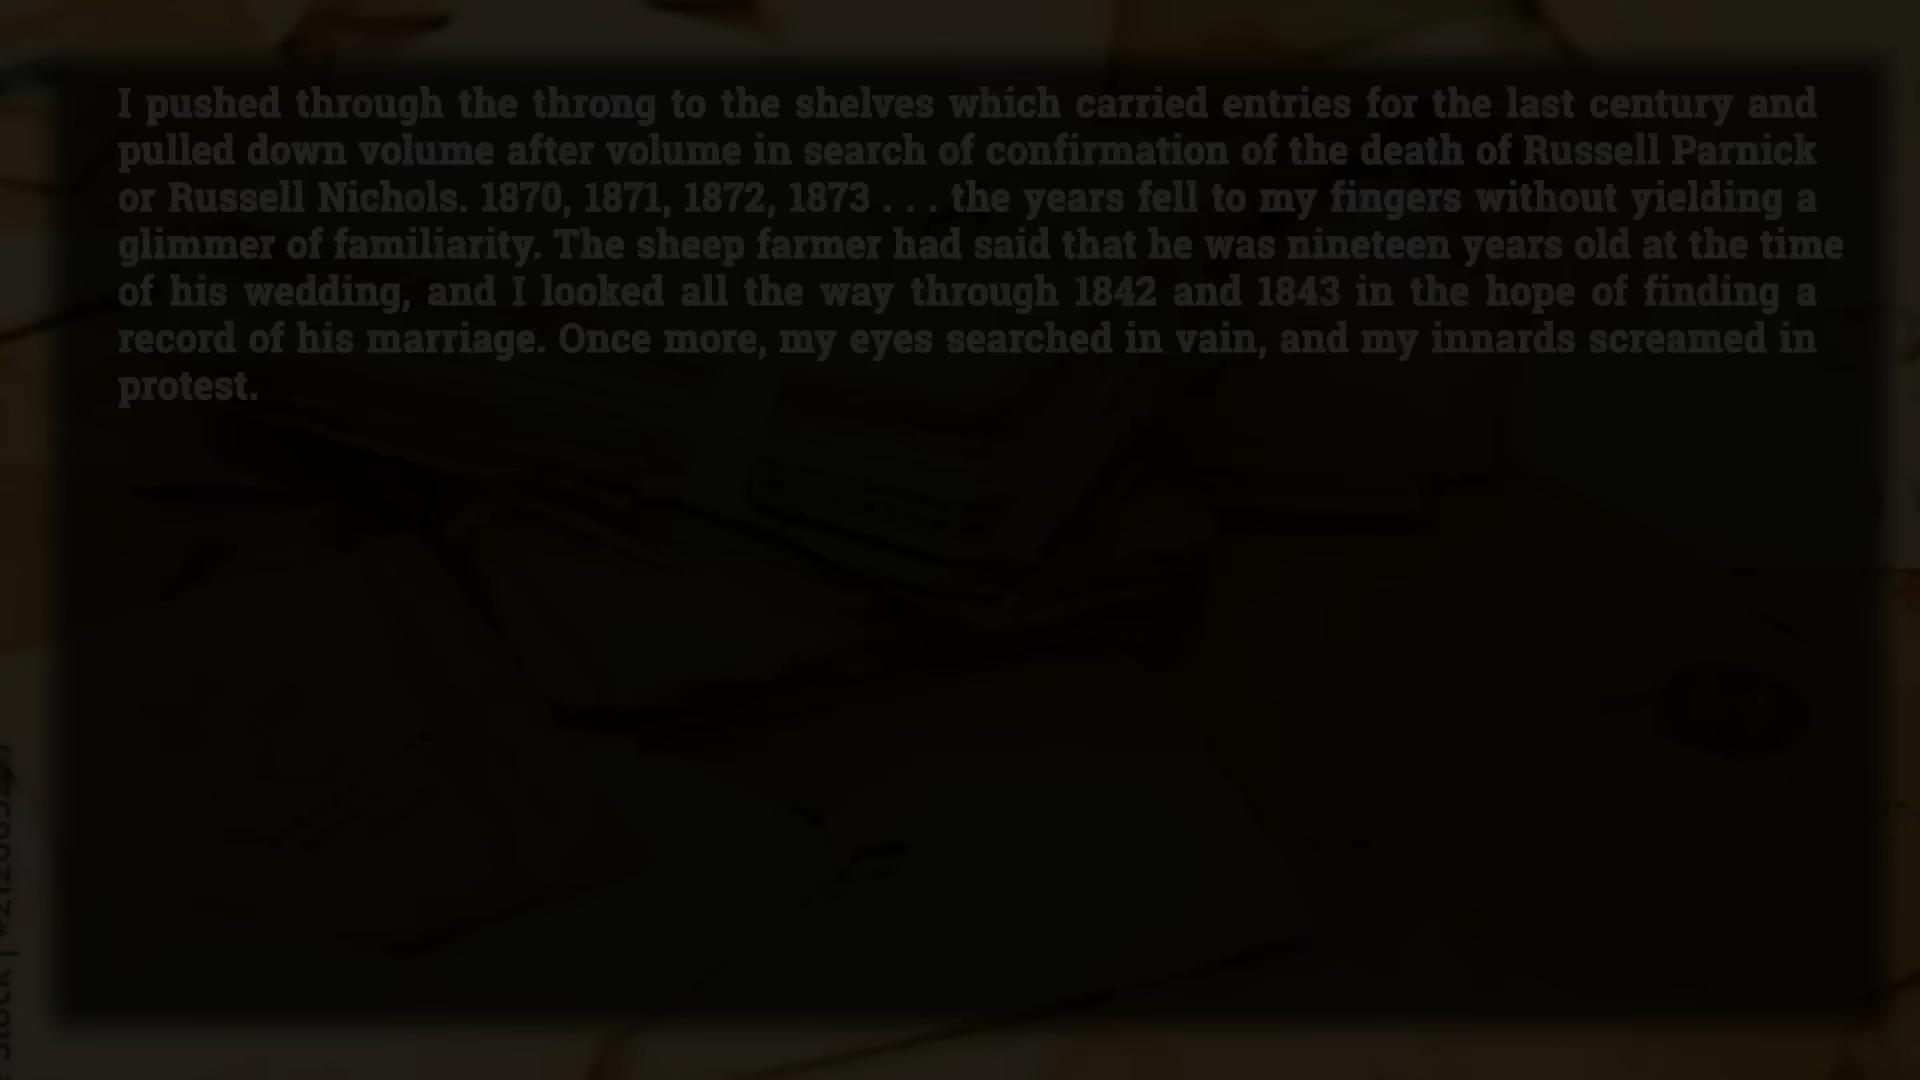 I pushed through the throng to the shelves which carried entries for the last century and
pulled down volume after volume in search of confirmation of the death of Russell Parnick
or Russell Nichols. 1870, 1871, 1872, 1873 . . . the years fell to my fingers without yielding a
glimmer of familiarity. The sheep farmer had said that he was nineteen years old at the time
of his wedding, and I looked all the way through 1842 and 1843 in the hope of finding a
record of his marriage. Once more, my eyes searched in vain, and my innards screamed in
protest.
Stock | #212065297